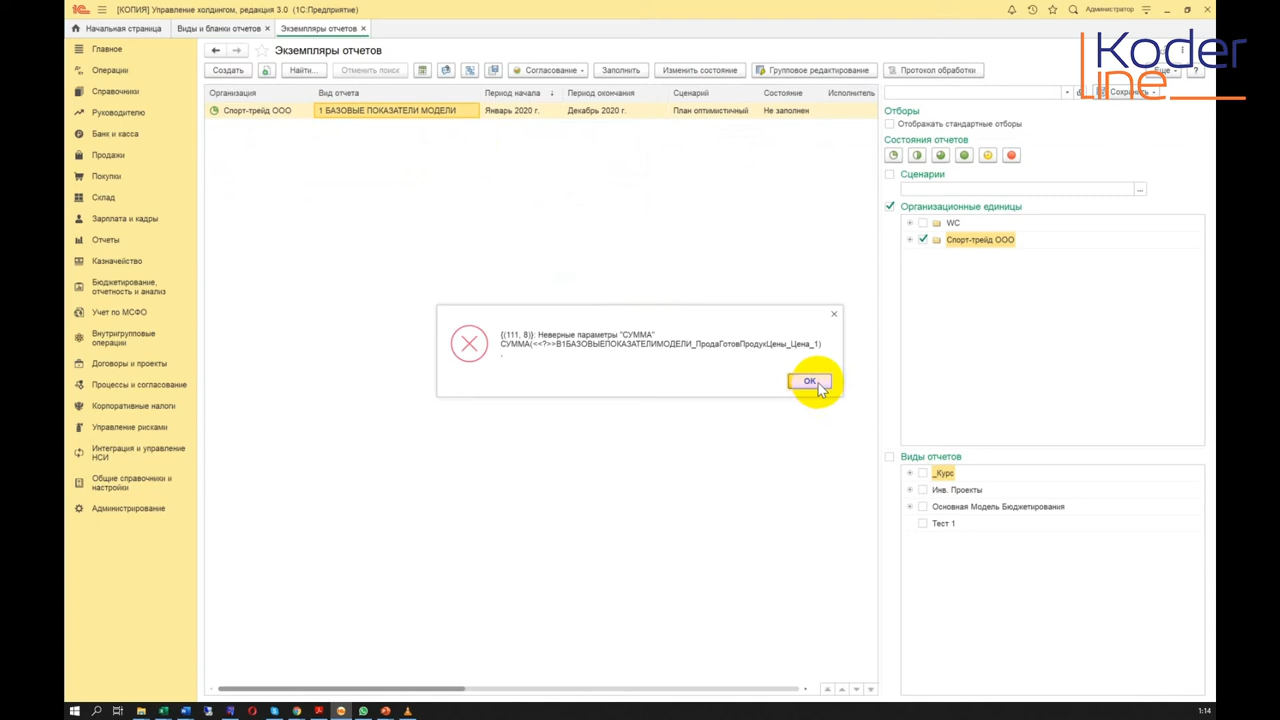 [КОПИЯ] Управление холдингом, редакция 3.0 (1С:Предприятие)
Администратор
Начальная страница
Виды и бланки отчетов ×
Экземпляры отчетов ×
Главное
Операции
Справочники
Руководителю
Банк и касса
Продажи
Покупки
Склад
Зарплата и кадры
Отчеты
Казначейство
Бюджетирование,
отчетность и анализ
Учет по МСФО
Внутригрупповые
операции
Договоры и проекты
Процессы и согласование
Корпоративные налоги
Управление рисками
Интеграция и управление
НСИ
Общие справочники и
настройки
Администрирование
Экземпляры отчетов
Создать
Найти...
Отменить поиск
Согласование
Заполнить
Изменить состояние
Групповое редактирование
Протокол обработки
Еще
?
Организация Вид отчета Период начала Период окончания Сценарий Состояние Исполнитель
Спорт-трейд ООО 1 БАЗОВЫЕ ПОКАЗАТЕЛИ МОДЕЛИ Январь 2020 г. Декабрь 2020 г. План оптимистичный Не заполнен
{(111, 8)}: Неверные параметры "СУММА"
СУММА(<<?>>В1БАЗОВЫЕПОКАЗАТЕЛИМОДЕЛИ_ПродаГотовПродукЦены_Цена_1)
.
ОК
Koder
Line
Сохранить
Отборы
Отображать стандартные отборы
Состояния отчетов
Сценарии
...
Организационные единицы
WC
Спорт-трейд ООО
Виды отчетов
_Курс
Инв. Проекты
Основная Модель Бюджетирования
Тест 1
1:14